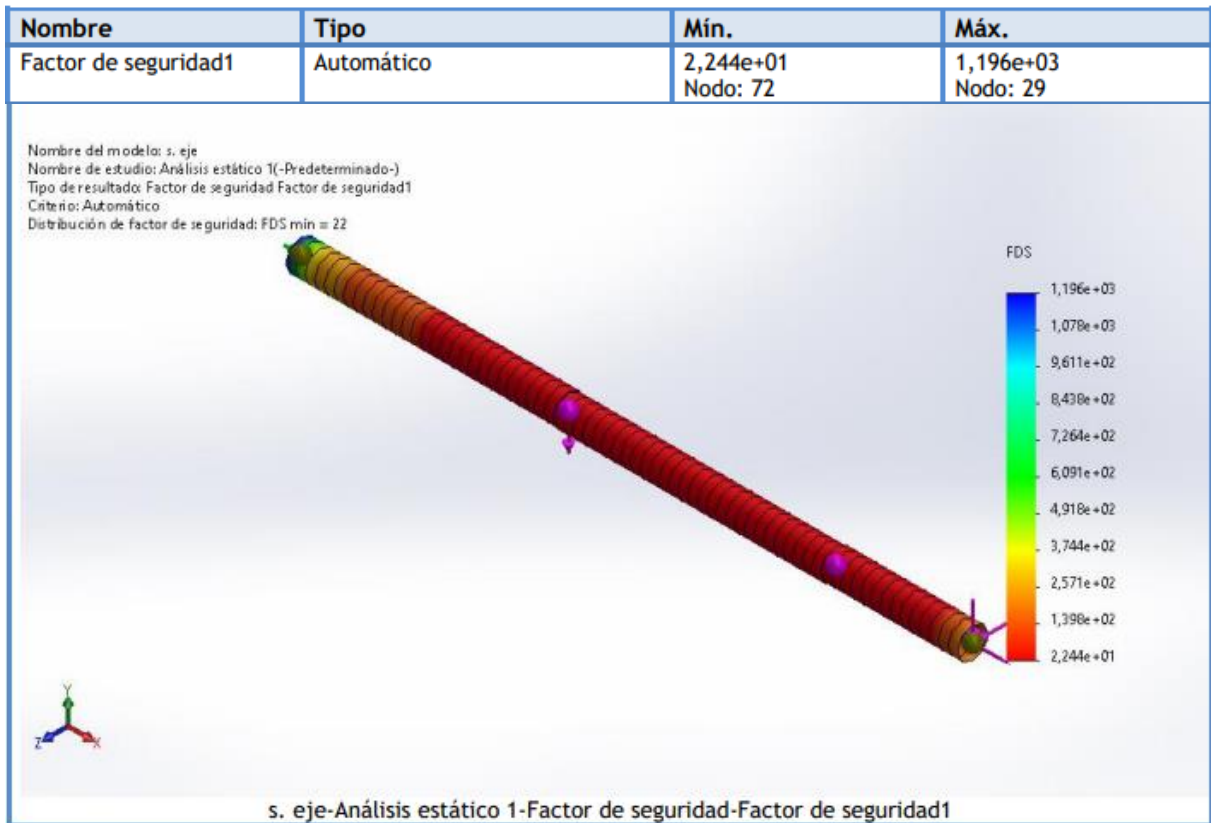 Nombre Tipo Mín. Máx.
Factor de seguridad1 Automático 2,244e+01 1,196e+03
Nodo: 72 Nodo: 29
Nombre del modelo: s. eje
Nombre de estudio: Análisis estático 1(-Predeterminado-)
Tipo de resultado: Factor de seguridad Factor de seguridad1
Criterio: Automático
Distribución de factor de seguridad: FDS mín = 22
FDS
1,196e+03
1,078e+03
9,611e+02
8,438e+02
7,264e+02
6,091e+02
4,918e+02
3,744e+02
2,571e+02
1,398e+02
2,244e+01
Y
Z X
s. eje-Análisis estático 1-Factor de seguridad-Factor de seguridad1